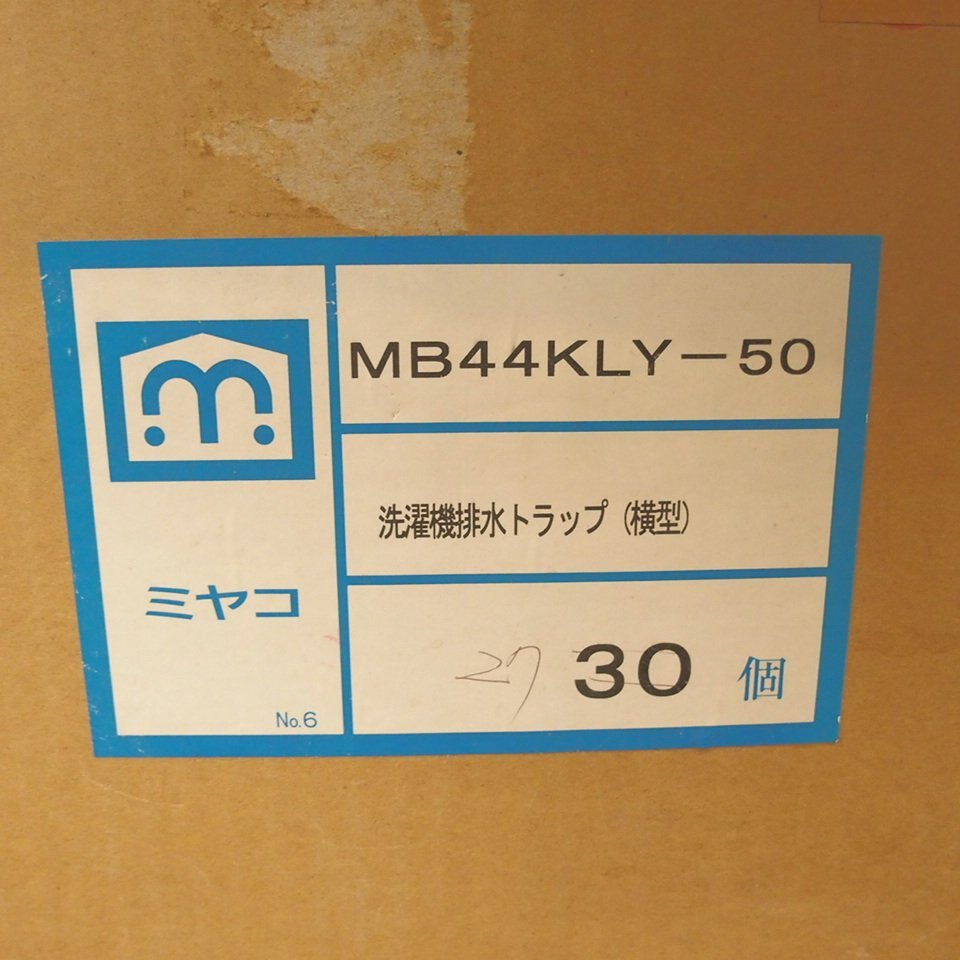 MB44KLY-50
洗濯機排水トラップ (横型)
ミヤコ
27 30 個
No.6